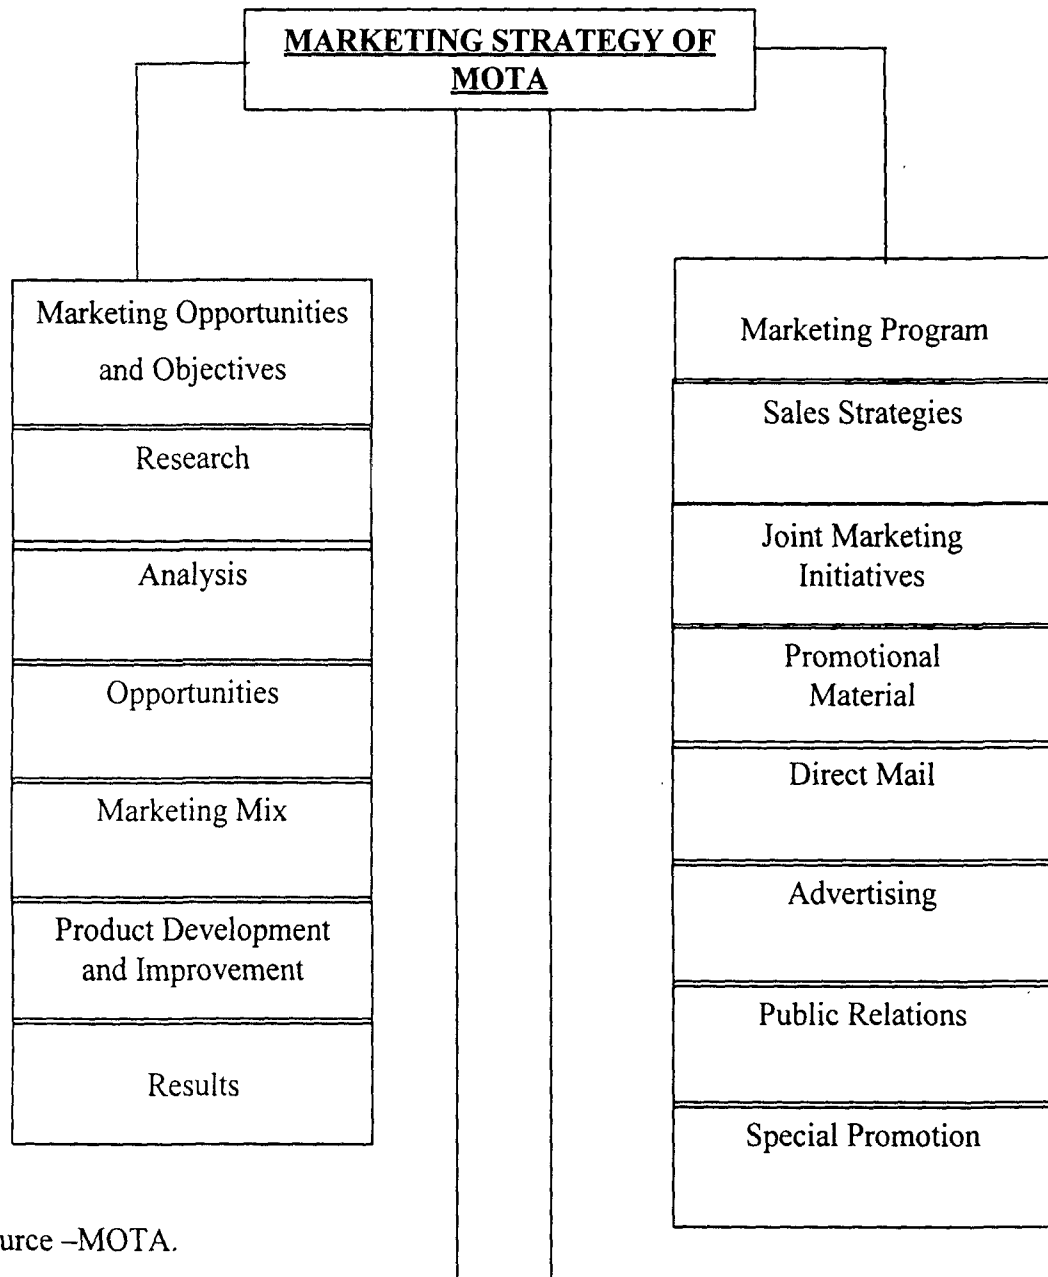 MARKETING STRATEGY OF
MOTA
Marketing Opportunities
and Objectives
Research
Analysis
Opportunities
Marketing Mix
Product Development
and Improvement
Results
Marketing Program
Sales Strategies
Joint Marketing
Initiatives
Promotional
Material
Direct Mail
Advertising
Public Relations
Special Promotion
urce –MOTA.